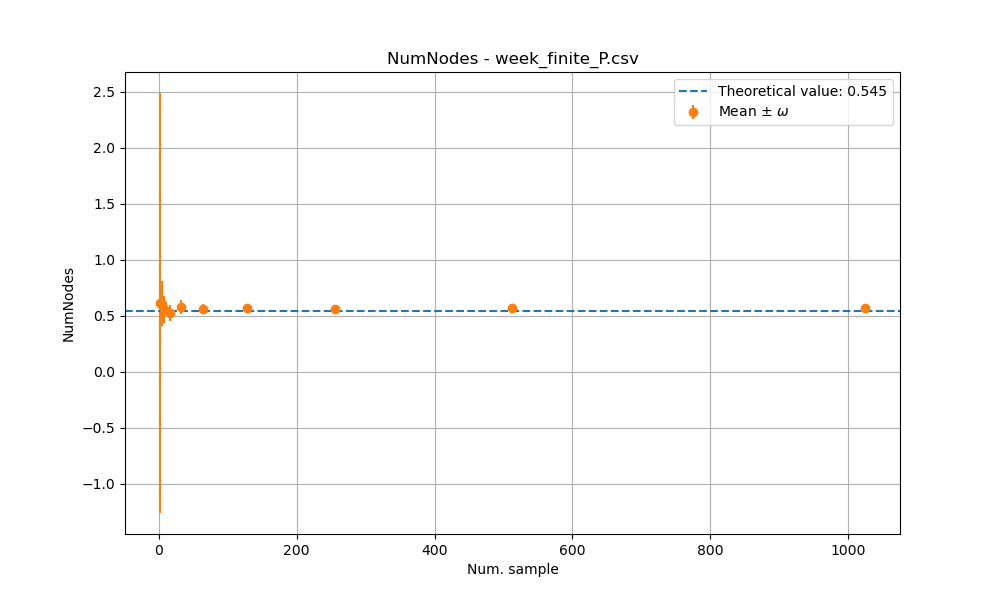 NumNodes - week_finite_P.csv
Theoretical value: 0.545
Mean ± ω
NumNodes
2.5
2.0
1.5
1.0
0.5
0.0
−0.5
−1.0
0 200 400 600 800 1000
Num. sample